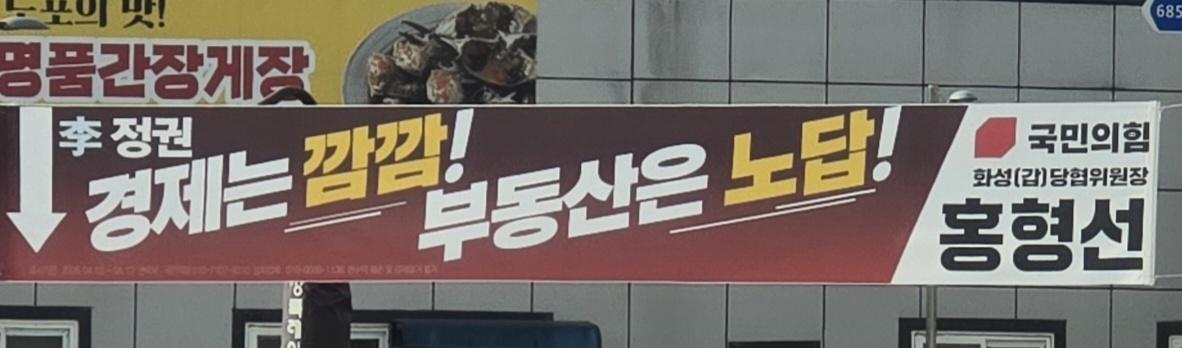 명품간장게장
685
李 정권
경제는 깜깜!
부동산은 노답!
국민의힘
화성(갑)당협위원장
홍형선